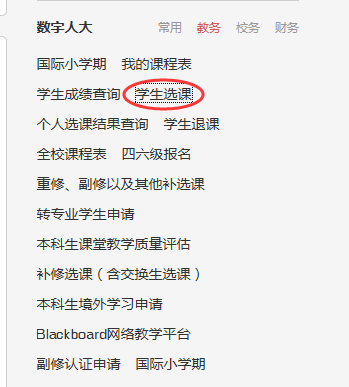 数字人大 常用 教务 校务 财务
国际小学期 我的课程表
学生成绩查询 学生选课
个人选课结果查询 学生退课
全校课程表 四六级报名
重修、副修以及其他补选课
转专业学生申请
本科生课堂教学质量评估
补修选课（含交换生选课）
本科生境外学习申请
Blackboard网络教学平台
副修认证申请 国际小学期